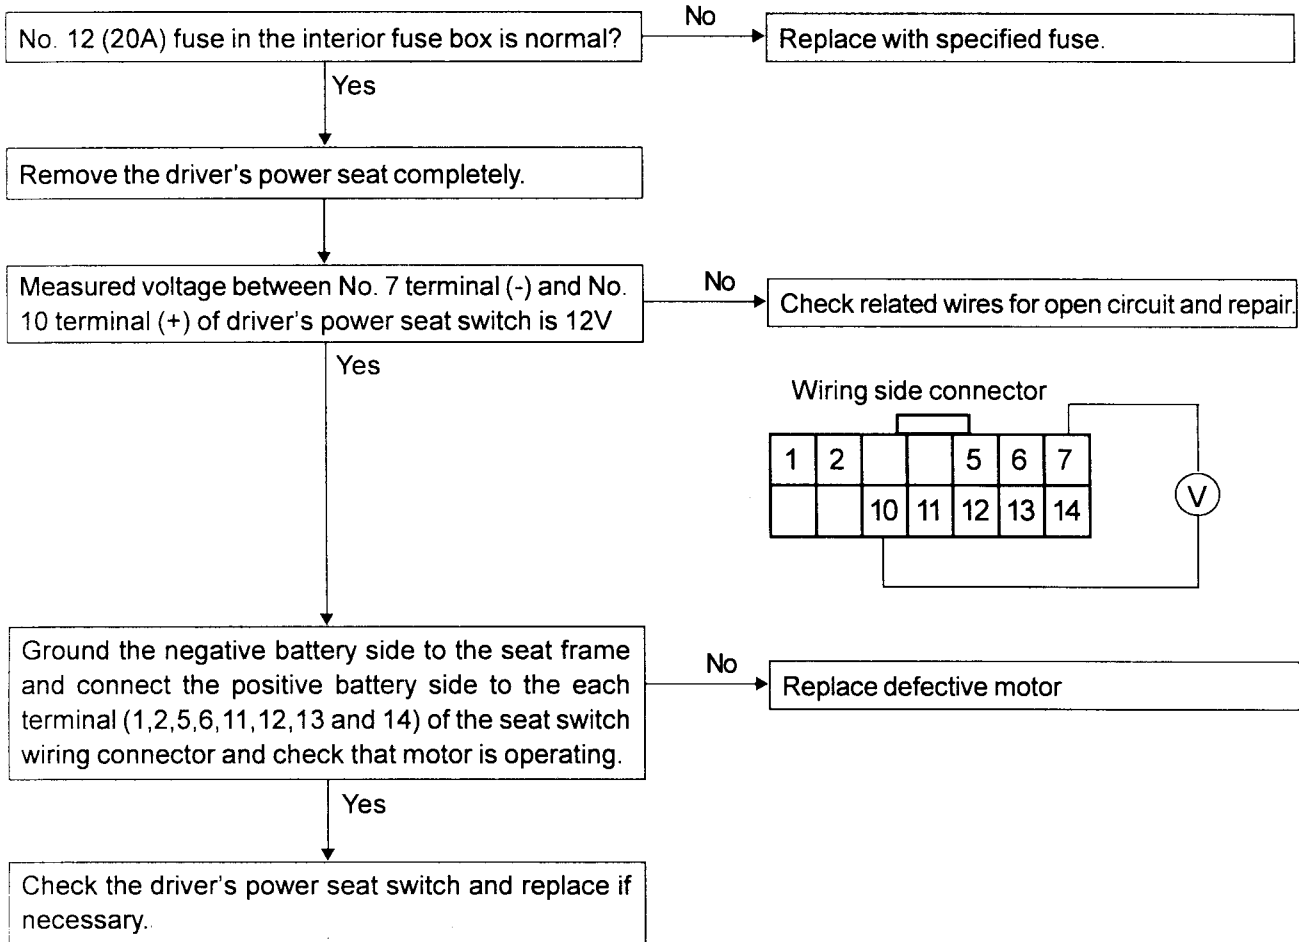 No. 12 (20A) fuse in the interior fuse box is normal?
No
Replace with specified fuse.
Yes
Remove the driver's power seat completely.
Measured voltage between No. 7 terminal (-) and No.
10 terminal (+) of driver's power seat switch is 12V
No
Check related wires for open circuit and repair.
Yes
Wiring side connector
1 2 5 6 7
10 11 12 13 14
V
Ground the negative battery side to the seat frame
and connect the positive battery side to the each
terminal (1,2,5,6,11,12,13 and 14) of the seat switch
wiring connector and check that motor is operating.
No
Replace defective motor
Yes
Check the driver's power seat switch and replace if
necessary.